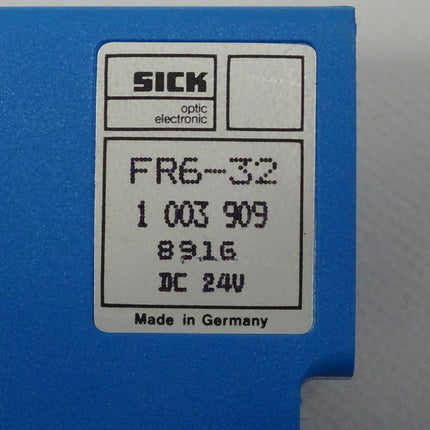 SICK
optic
electronic
FR6-32
1 003 909
8916
DC 24V
Made in Germany